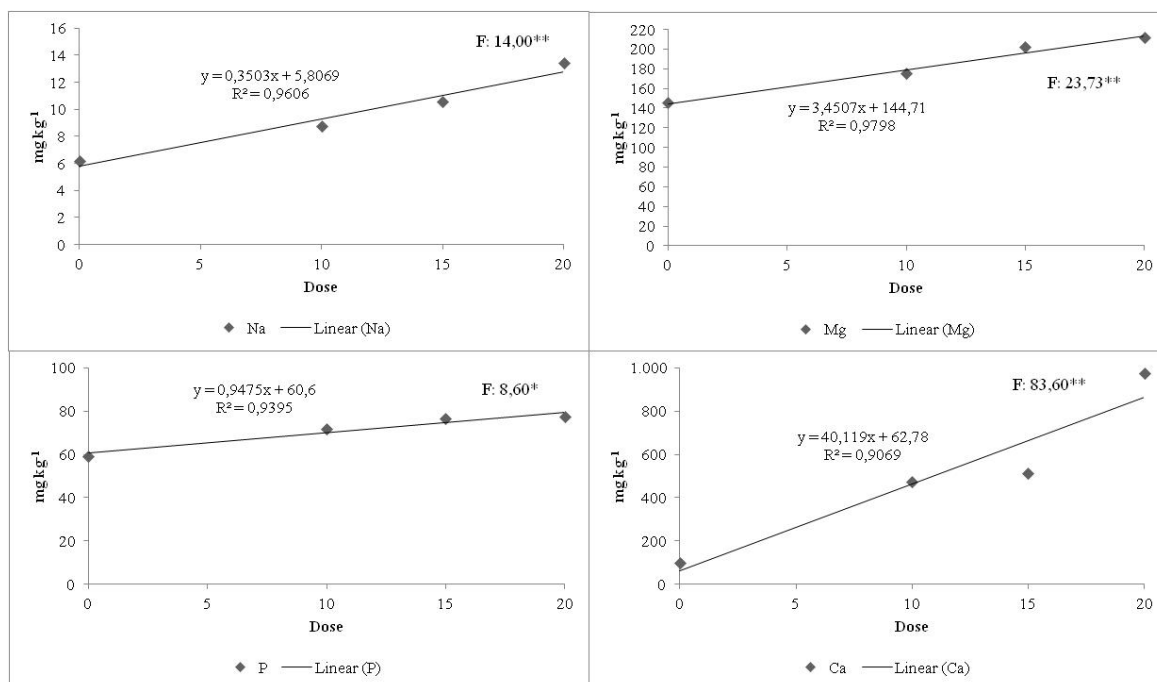 16
14
12
10
8
6
4
2
0
mg kg-1
F: 14,00**
y = 0,3503x + 5,8069
R² = 0,9606
0 5 10 15 20
Dose
Na Linear (Na)
220
200
180
160
140
120
100
80
60
40
20
0
mg kg-1
F: 23,73**
y = 3,4507x + 144,71
R² = 0,9798
0 5 10 15 20
Dose
Mg Linear (Mg)
100
80
60
40
20
0
mg kg-1
y = 0,9475x + 60,6
R² = 0,9395
F: 8,60*
0 5 10 15 20
Dose
P Linear (P)
1.000
800
600
400
200
0
mg kg-1
F: 83,60**
y = 40,119x + 62,78
R² = 0,9069
0 5 10 15 20
Dose
Ca Linear (Ca)